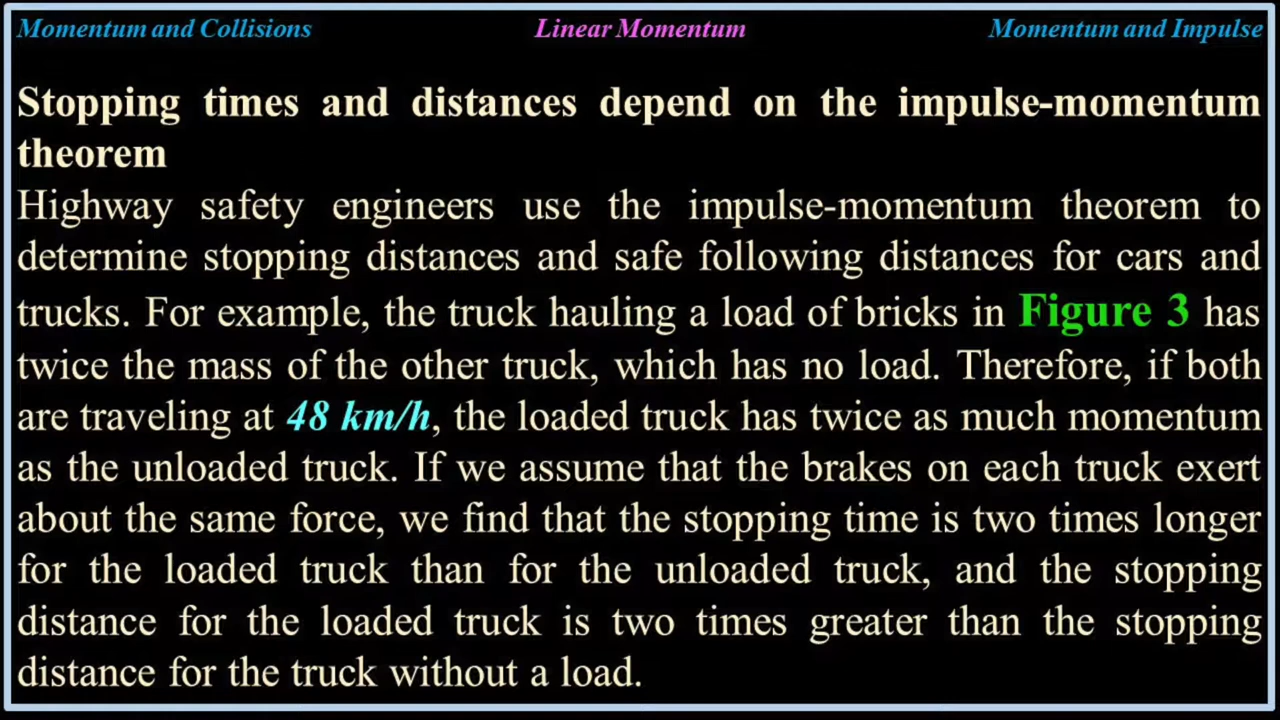 Momentum and Collisions Linear Momentum Momentum and Impulse
Stopping times and distances depend on the impulse-momentum
theorem
Highway safety engineers use the impulse-momentum theorem to
determine stopping distances and safe following distances for cars and
trucks. For example, the truck hauling a load of bricks in Figure 3 has
twice the mass of the other truck, which has no load. Therefore, if both
are traveling at 48 km/h, the loaded truck has twice as much momentum
as the unloaded truck. If we assume that the brakes on each truck exert
about the same force, we find that the stopping time is two times longer
for the loaded truck than for the unloaded truck, and the stopping
distance for the loaded truck is two times greater than the stopping
distance for the truck without a load.